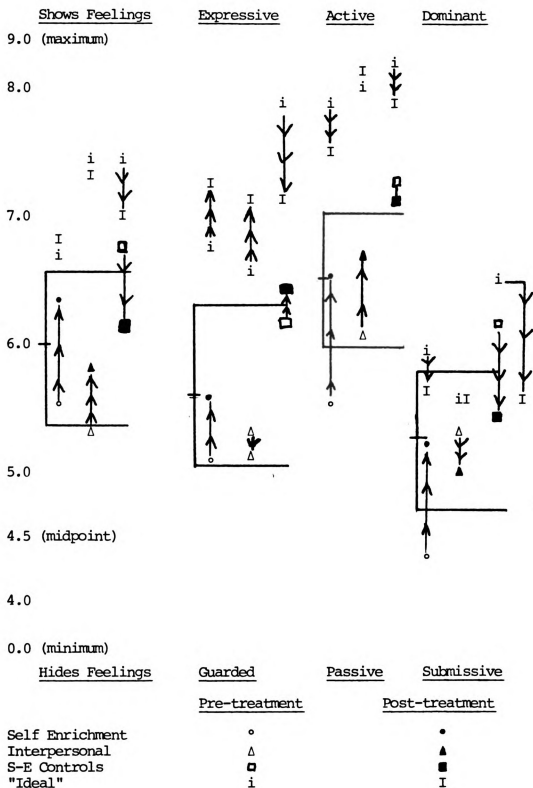 Shows Feelings Expressive Active Dominant
9.0 (maximum)
8.0
7.0
6.0
5.0
4.5 (midpoint)
4.0
0.0 (minimum)
i I i i I I i I i I i I i I i I i I i I i I i I
Hides Feelings Guarded Passive Submissive
Pre-treatment Post-treatment
Self Enrichment
Interpersonal
S-E Controls
"Ideal" i I